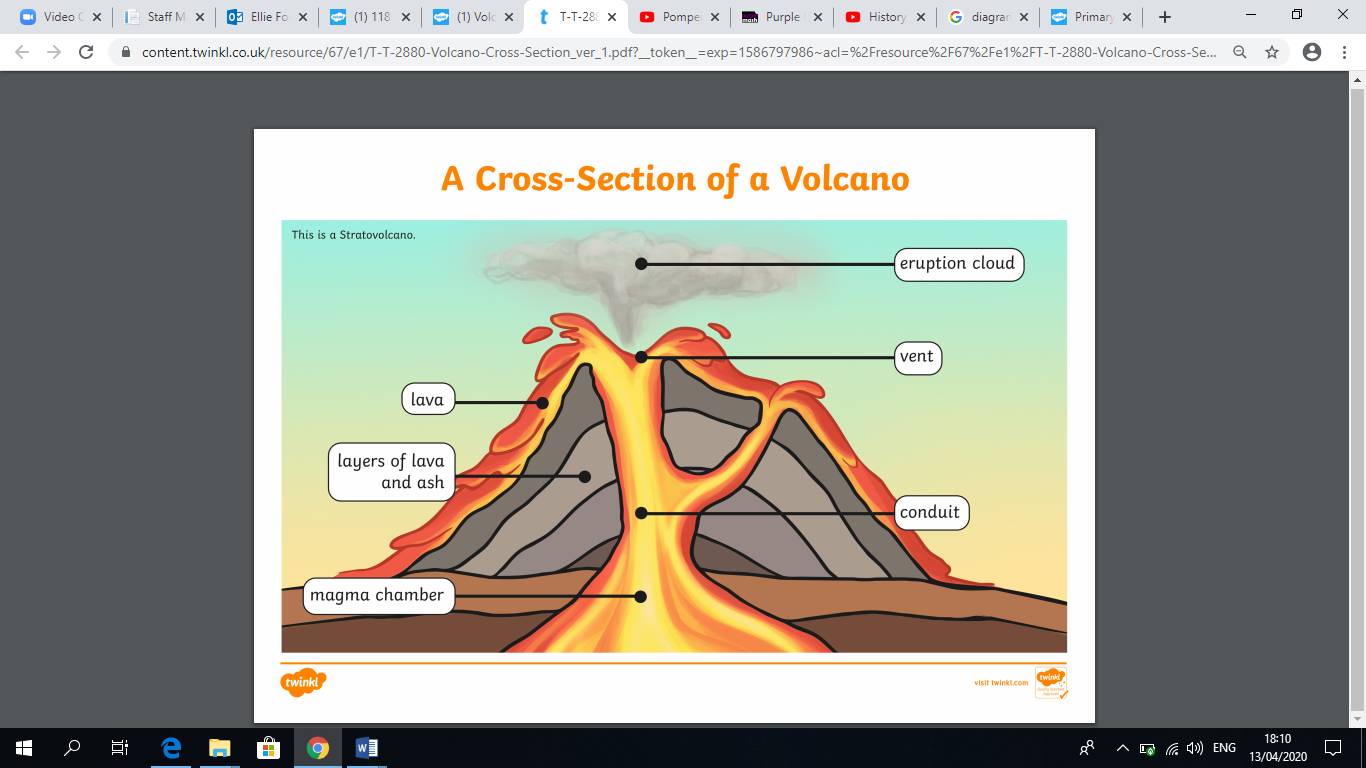 Video C
Staff M
Ellie Fo
(1) 118
(1) Volc
T-T-288
Pompei
Purple
History
diagram
Primary
content.twinkl.co.uk/resource/67/e1/T-T-2880-Volcano-Cross-Section_ver_1.pdf?__token__=exp=1586797986~acl=%2Fresource%2F67%2Fe1%2FT-T-2880-Volcano-Cross-Se...
A Cross-Section of a Volcano
This is a Stratovolcano.
eruption cloud
vent
lava
layers of lava
and ash
conduit
magma chamber
twinkl
visit twinkl.com
twinkl
ENG
18:10
13/04/2020